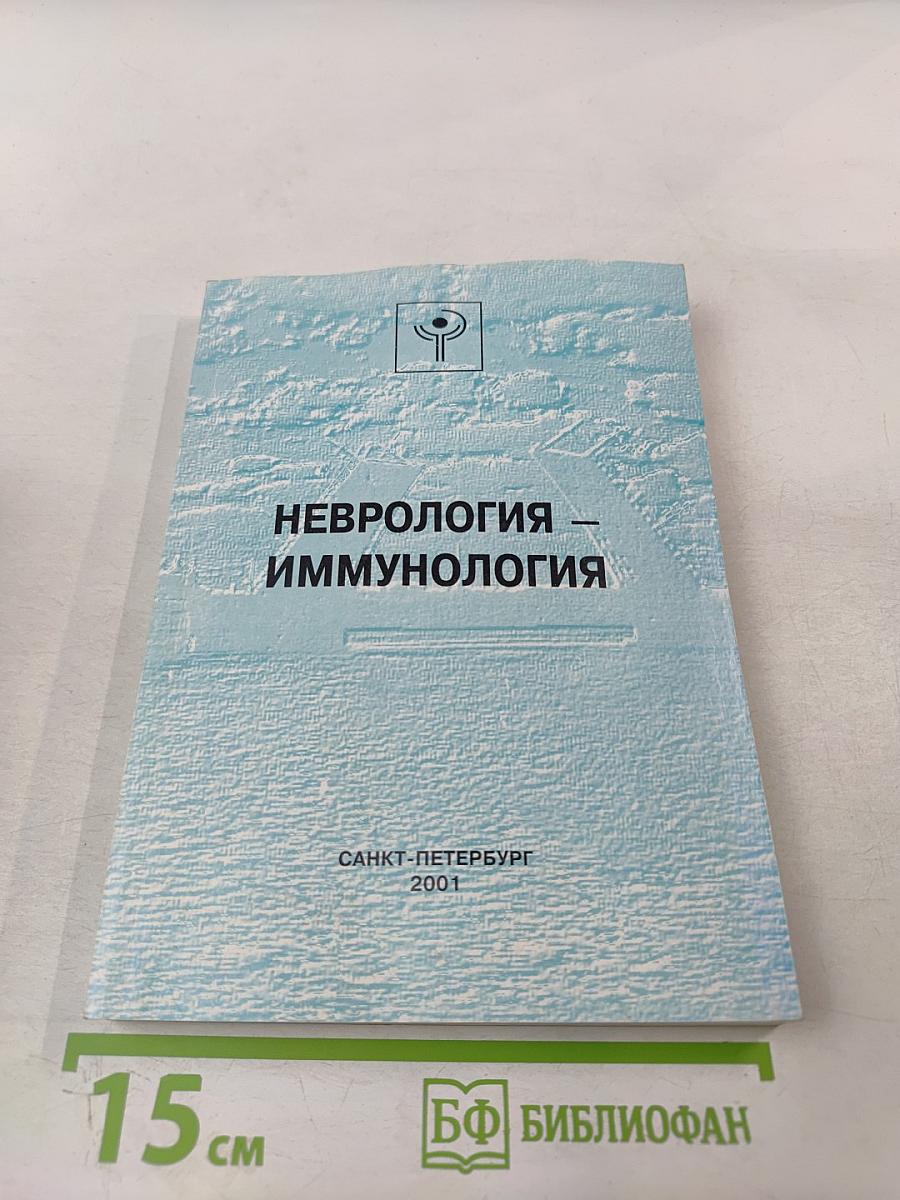 НЕВРОЛОГИЯ –
ИММУНОЛОГИЯ
САНКТ-ПЕТЕРБУРГ
2001
15 см
БФ БИБЛИОФАН